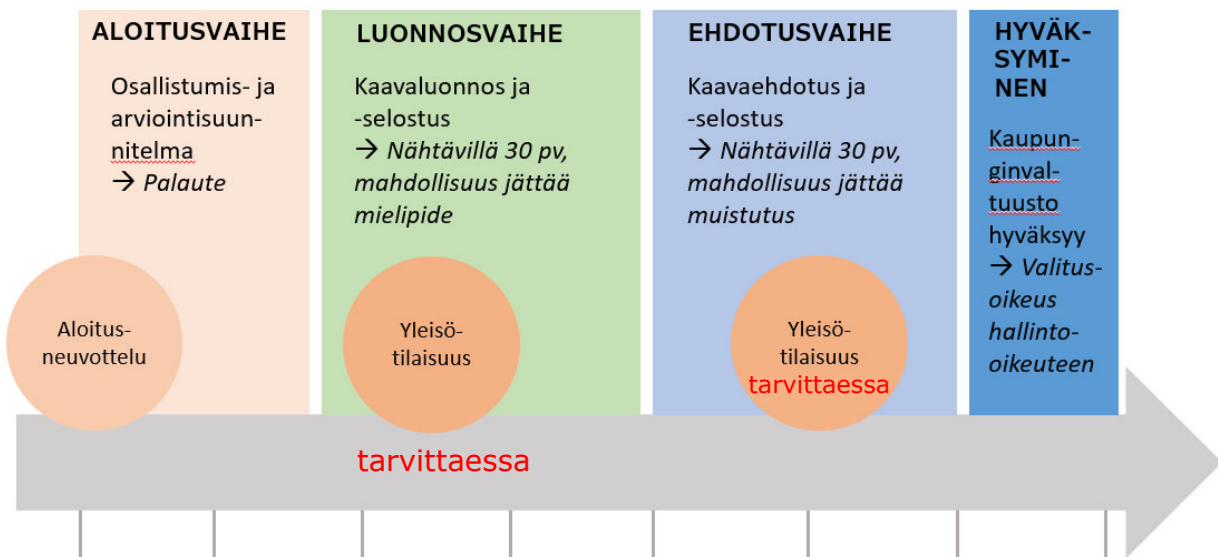 ALOITUSVAIHE
Osallistumis- ja
arviointisuun-
nitelma
→ Palaute
Aloitus-
neuvottelu
LUONNOSVAIHE
Kaavaluonnos ja
-selostus
→ Nähtävillä 30 pv,
mahdollisuus jättää
mielipide
Yleisö-
tilaisuus
tarvittaessa
EHDOTUSVAIHE
Kaavaehdotus ja
-selostus
→ Nähtävillä 30 pv,
mahdollisuus jättää
muistutus
Yleisö-
tilaisuus
tarvittaessa
HYVÄK-
SYMI-
NEN
Kaupun-
ginval-
tuusto
hyväksyy
→ Valitus-
oikeus
hallinto-
oikeuteen